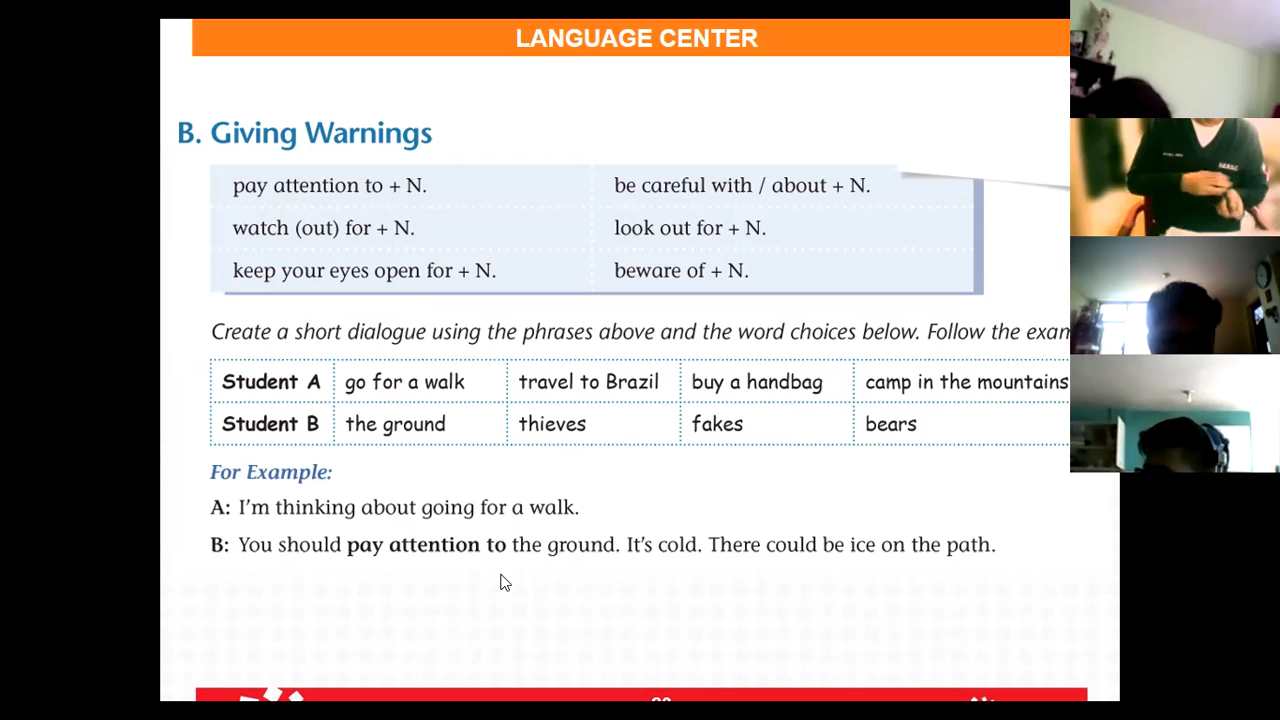 LANGUAGE CENTER
B. Giving Warnings
pay attention to + N. be careful with / about + N.
watch (out) for + N. look out for + N.
keep your eyes open for + N. beware of + N.
Create a short dialogue using the phrases above and the word choices below. Follow the
Student A go for a walk travel to Brazil buy a handbag camp in the mountains
Student B the ground thieves fakes bears
For Example:
A: I'm thinking about going for a walk.
B: You should pay attention to the ground. It's cold. There could be ice on the path.